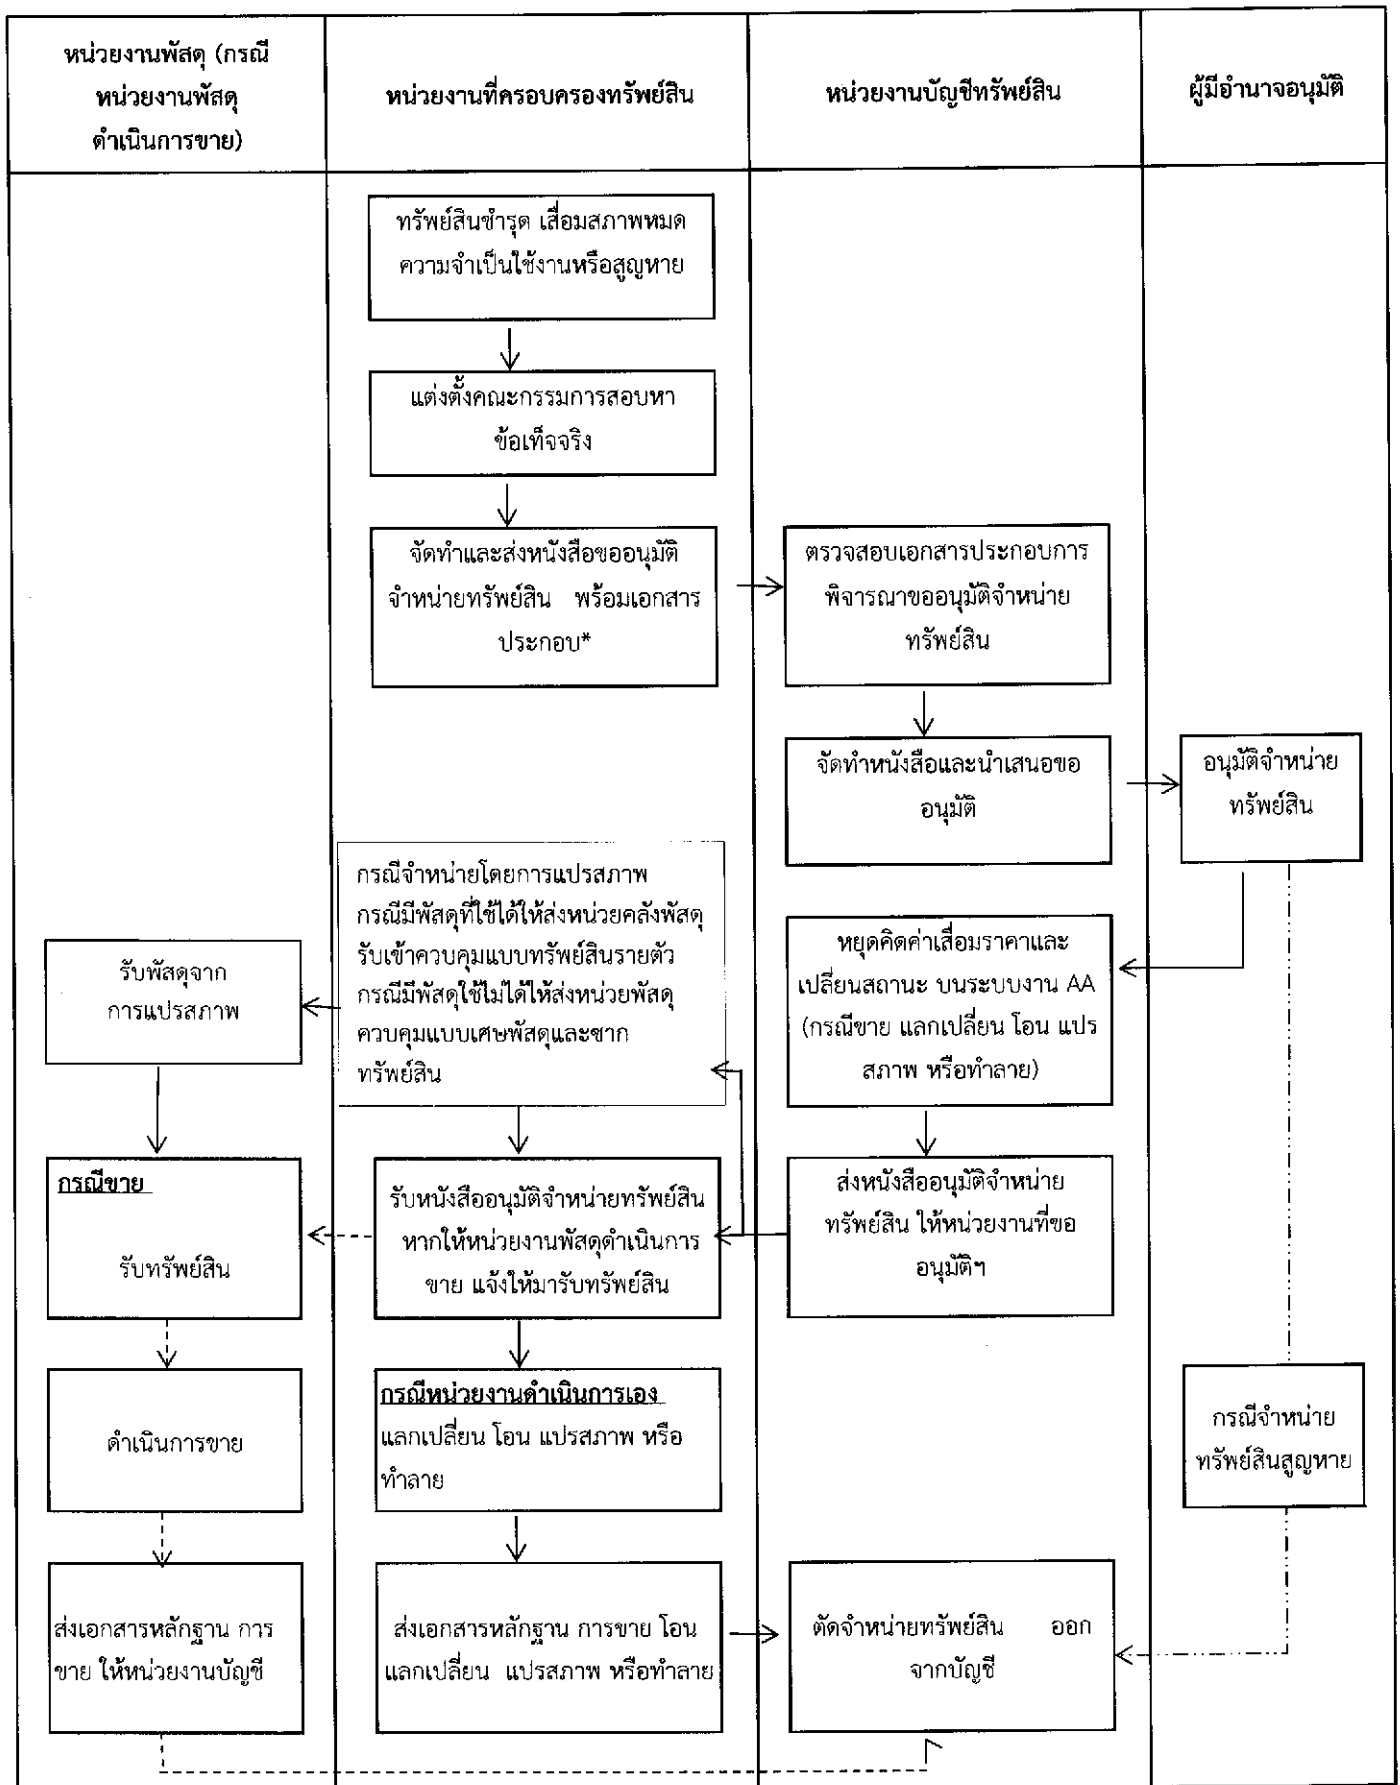 หน่วยงานพัสดุ (กรณี
หน่วยงานพัสดุ
ดำเนินการขาย)
หน่วยงานที่ครอบครองทรัพย์สิน
หน่วยงานบัญชีทรัพย์สิน
ผู้มีอำนาจอนุมัติ
ทรัพย์สินชำรุด เสื่อมสภาพหมด
ความจำเป็นใช้งานหรือสูญหาย
แต่งตั้งคณะกรรมการสอบหา
ข้อเท็จจริง
จัดทำและส่งหนังสือขออนุมัติ
จำหน่ายทรัพย์สิน พร้อมเอกสาร
ประกอบ*
ตรวจสอบเอกสารประกอบการ
พิจารณาขออนุมัติจำหน่าย
ทรัพย์สิน
จัดทำหนังสือและนำเสนอขอ
อนุมัติ
อนุมัติจำหน่าย
ทรัพย์สิน
กรณีจำหน่ายโดยการแปรสภาพ
กรณีมีพัสดุที่ใช้ได้ให้ส่งหน่วยคลังพัสดุ
รับเข้าควบคุมแบบทรัพย์สินรายตัว
กรณีมีพัสดุใช้ไม่ได้ให้ส่งหน่วยพัสดุ
ควบคุมแบบเศษพัสดุและซาก
ทรัพย์สิน
หยุดคิดค่าเสื่อมราคาและ
เปลี่ยนสถานะ บนระบบงาน AA
(กรณีขาย แลกเปลี่ยน โอน แปร
สภาพ หรือทำลาย)
รับพัสดุจาก
การแปรสภาพ
กรณีขาย
รับทรัพย์สิน
รับหนังสืออนุมัติจำหน่ายทรัพย์สิน
หากให้หน่วยงานพัสดุดำเนินการ
ขาย แจ้งให้มารับทรัพย์สิน
ส่งหนังสืออนุมัติจำหน่าย
ทรัพย์สิน ให้หน่วยงานที่ขอ
อนุมัติฯ
ดำเนินการขาย
กรณีหน่วยงานดำเนินการเอง
แลกเปลี่ยน โอน แปรสภาพ หรือ
ทำลาย
กรณีจำหน่าย
ทรัพย์สินสูญหาย
ส่งเอกสารหลักฐาน การ
ขาย ให้หน่วยงานบัญชี
ส่งเอกสารหลักฐาน การขาย โอน
แลกเปลี่ยน แปรสภาพ หรือทำลาย
ตัดจำหน่ายทรัพย์สิน ออก
จากบัญชี